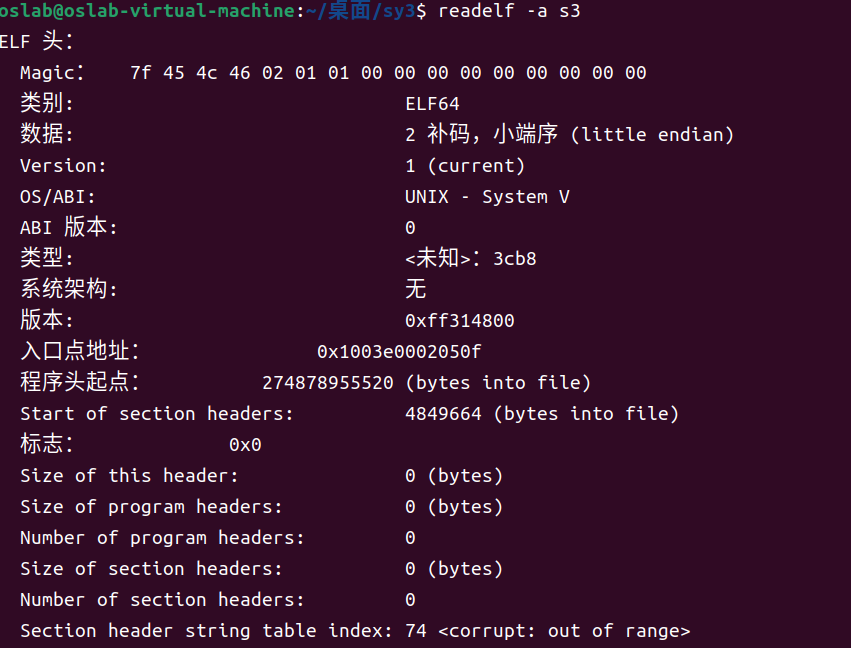 oslab@oslab-virtual-machine:~/桌面/sy3$ readelf -a s3
ELF 头：
Magic： 7f 45 4c 46 02 01 01 00 00 00 00 00 00 00 00 00
类别: ELF64
数据: 2 补码，小端序 (little endian)
Version: 1 (current)
OS/ABI: UNIX - System V
ABI 版本: 0
类型: <未知>: 3cb8
系统架构: 无
版本: 0xff314800
入口点地址： 0x1003e0002050f
程序头起点： 274878955520 (bytes into file)
Start of section headers: 4849664 (bytes into file)
标志： 0x0
Size of this header: 0 (bytes)
Size of program headers: 0 (bytes)
Number of program headers: 0
Size of section headers: 0 (bytes)
Number of section headers: 0
Section header string table index: 74 <corrupt: out of range>